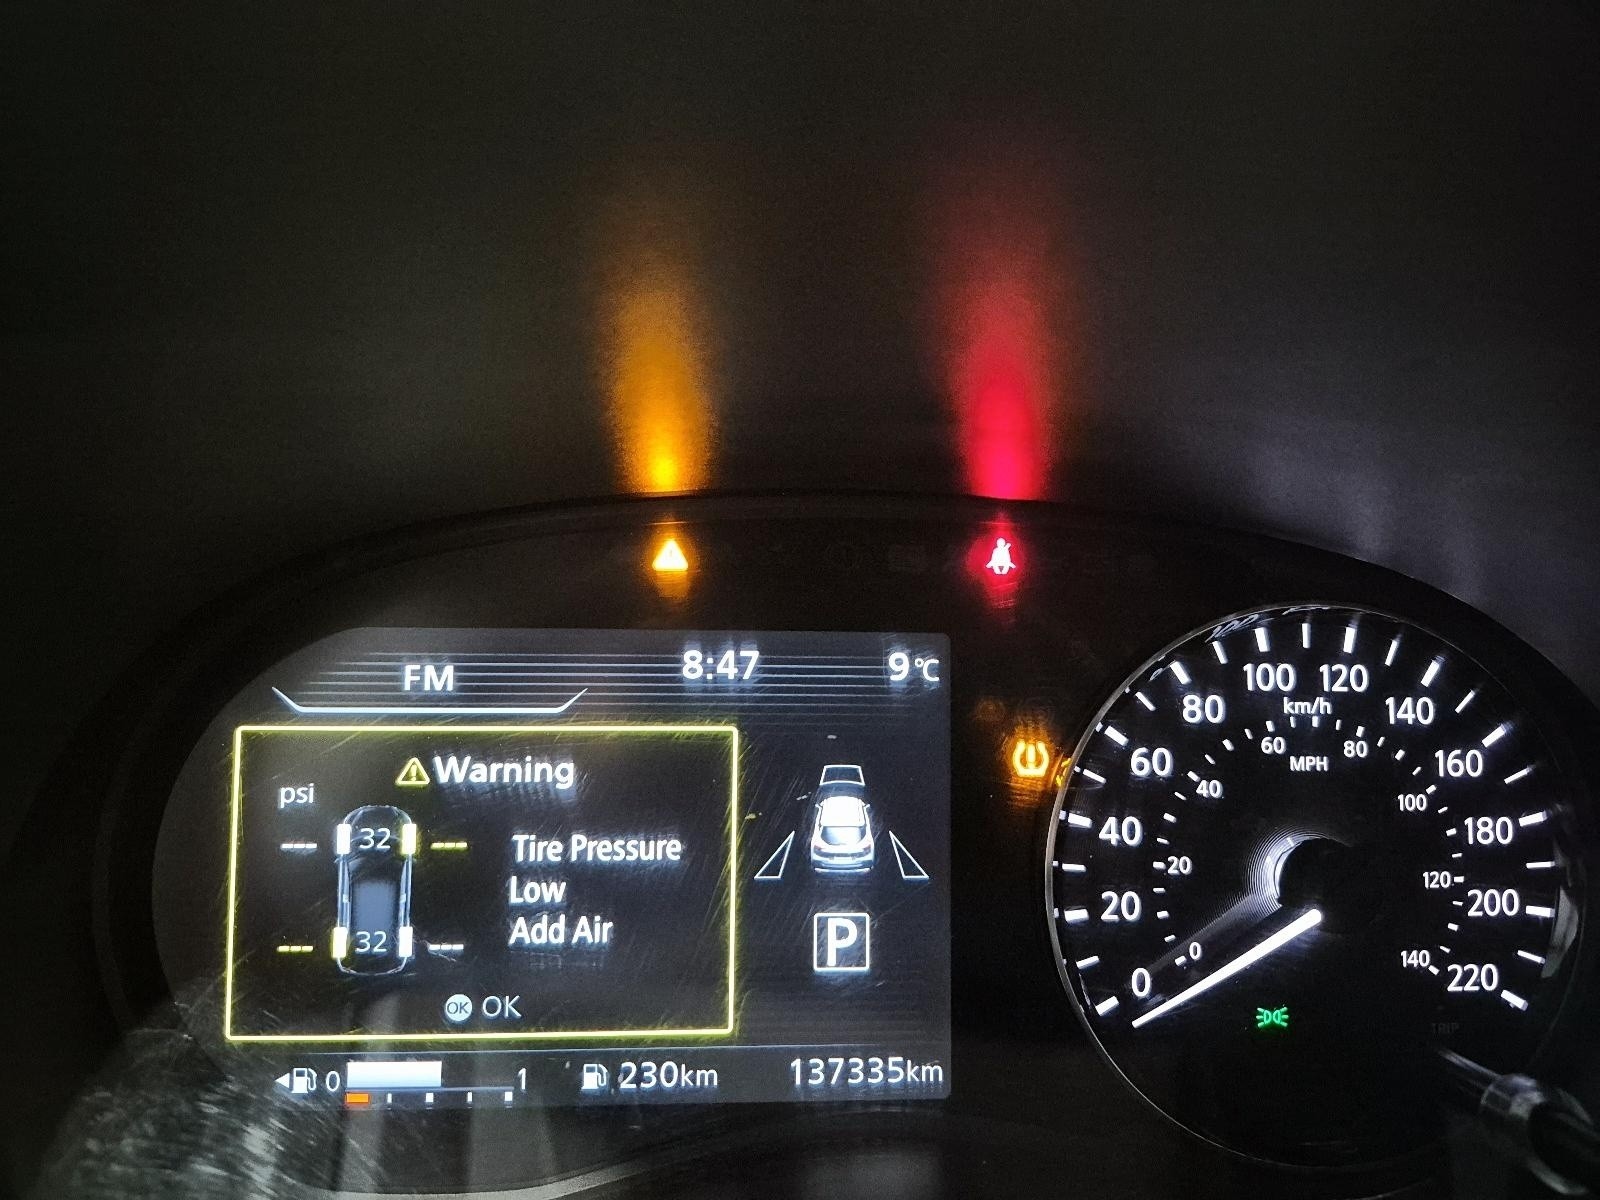 FM 8:47 9°C
Warning
psi
--- 32 ---
Tire Pressure
Low
Add Air
--- 32 ---
OK OK
P
0 1 230km 137335km
0 20 40 60 80 100 120 140 160 180 200 220
km/h
0 20 40 60 80 100 120 140
MPH
TRIP